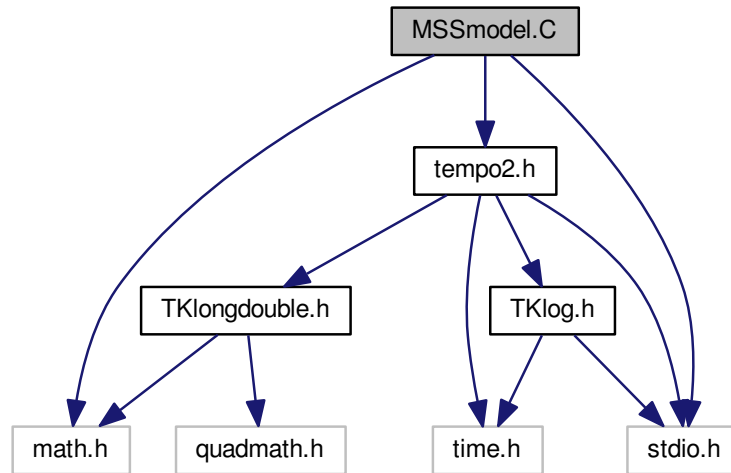 MSSmodel.C
tempo2.h
TKlongdouble.h
TKlog.h
math.h
quadmath.h
time.h
stdio.h